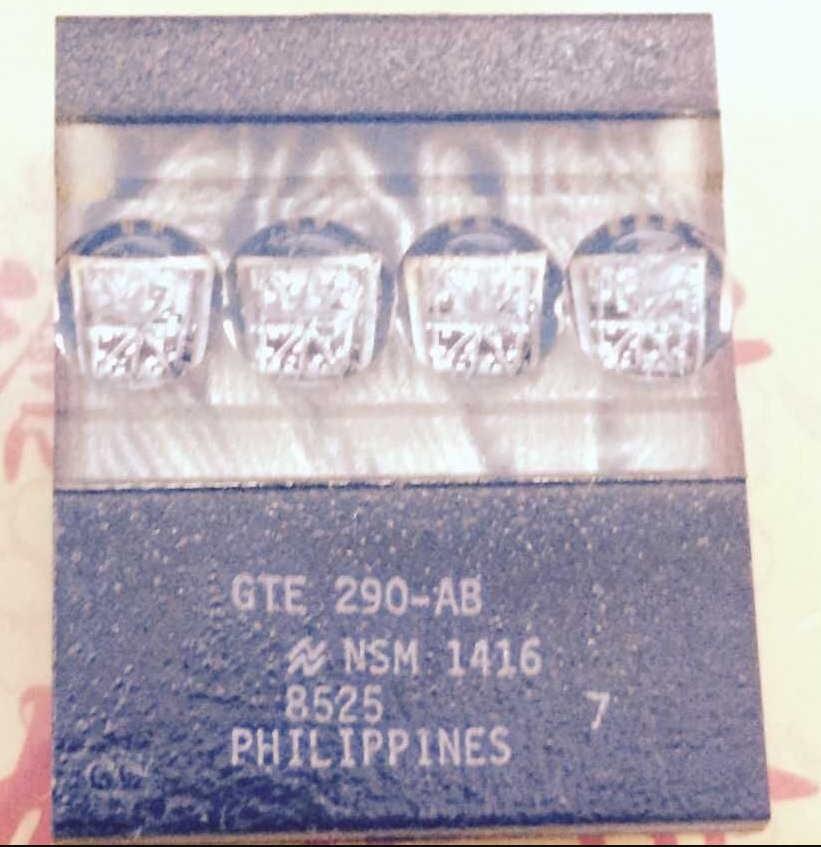 GTE 290-AB
NSM 1416
8525 7
PHILIPPINES